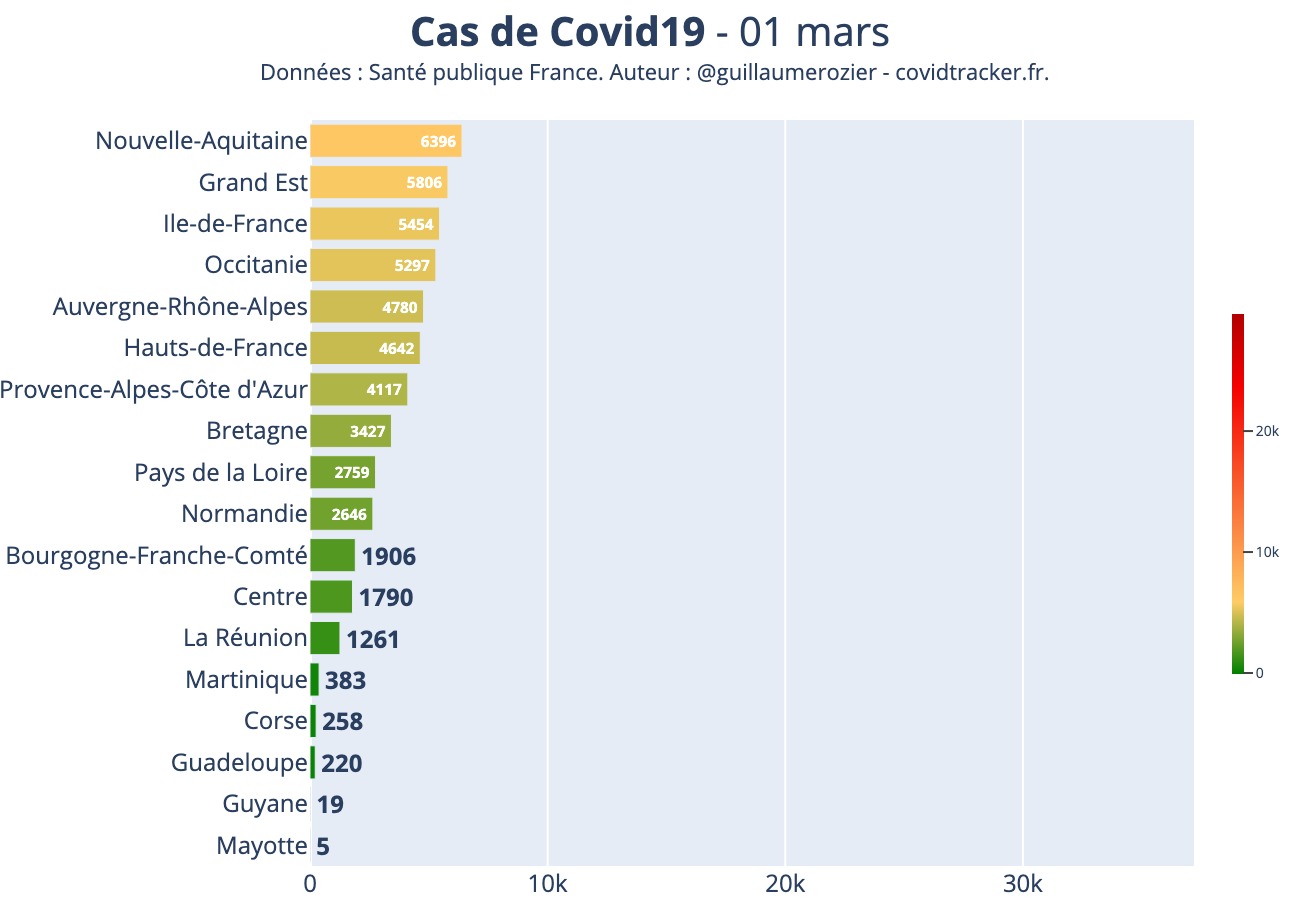 Cas de Covid19 - 01 mars
Données : Santé publique France. Auteur : @guillaumerozier - covidtracker.fr.
Nouvelle-Aquitaine 6396
Grand Est 5806
Ile-de-France 5454
Occitanie 5297
Auvergne-Rhône-Alpes 4780
Hauts-de-France 4642
Provence-Alpes-Côte d'Azur 4117
Bretagne 3427
Pays de la Loire 2759
Normandie 2646
Bourgogne-Franche-Comté 1906
Centre 1790
La Réunion 1261
Martinique 383
Corse 258
Guadeloupe 220
Guyane 19
Mayotte 5
0 10k 20k 30k
20k
10k
0